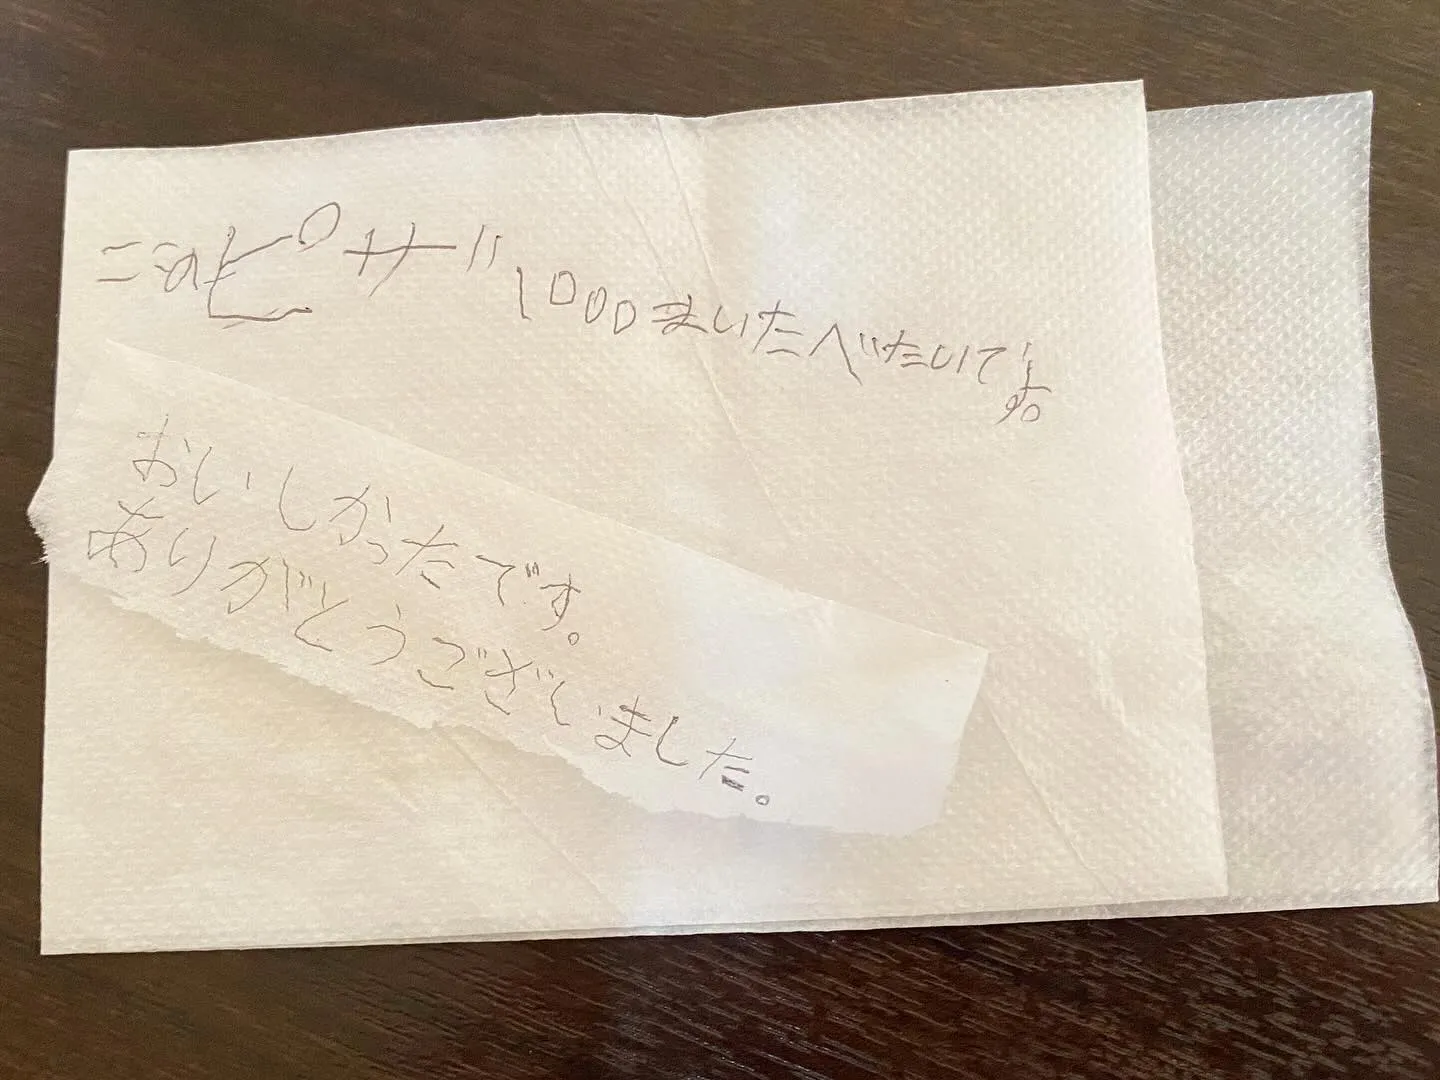 このピザ1000まいたべたいです。
おいしかったです。
ありがとうございました。